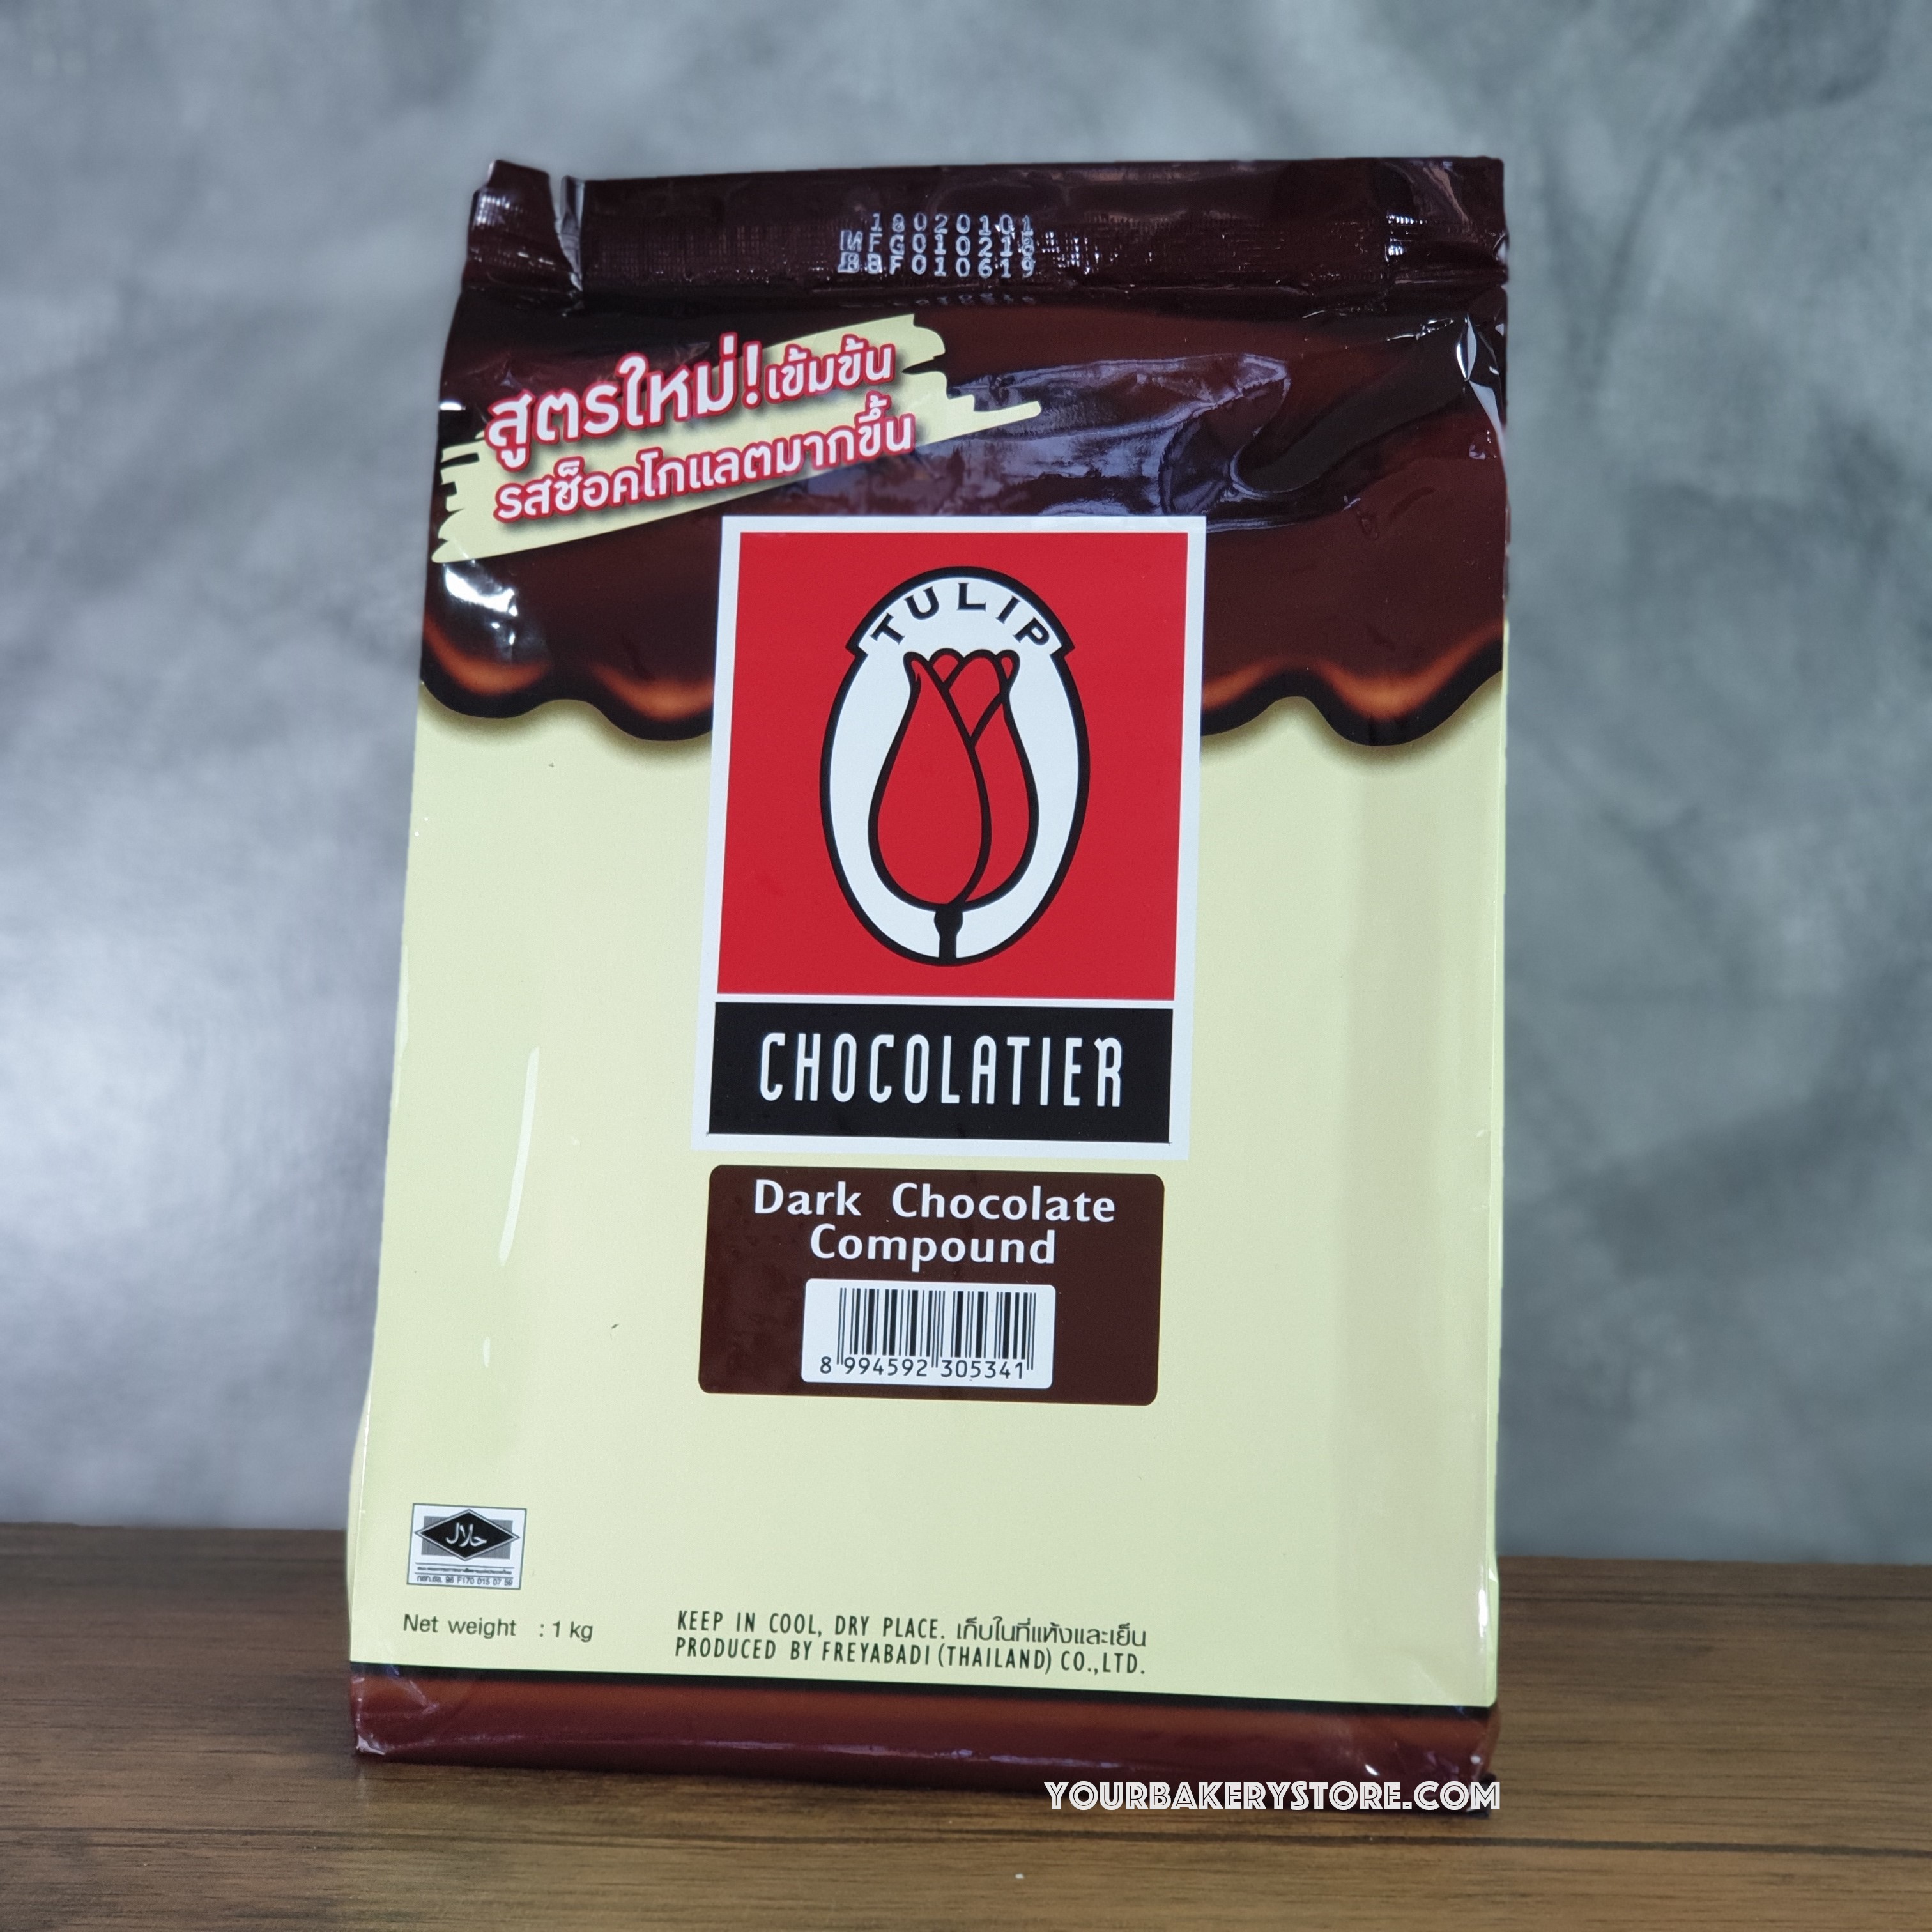 18020101
MFG010218
BBF010619
สูตรใหม่! เข้มข้น
รสช็อคโกแลตมากขึ้น
TULIP
CHOCOLATIER
Dark Chocolate
Compound
8 994592 305341
حلال
Net weight : 1 kg
KEEP IN COOL, DRY PLACE. เก็บในที่แห้งและเย็น
PRODUCED BY FREYABADI (THAILAND) CO.,LTD.
YOURBAKERYSTORE.COM